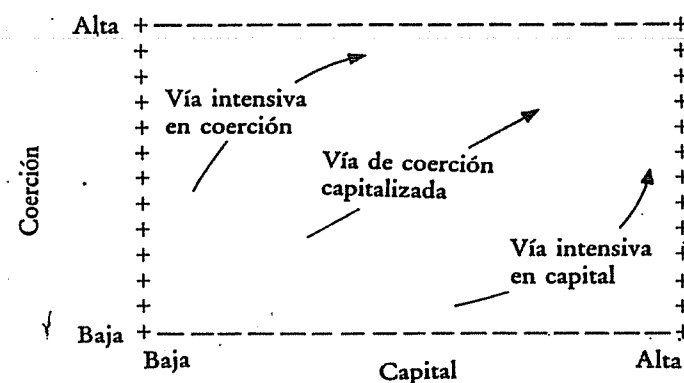 Alta
Vía intensiva
en coerción
Vía de coerción
capitalizada
Coerción
Vía intensiva
en capital
Baja
Baja
Capital
Alta